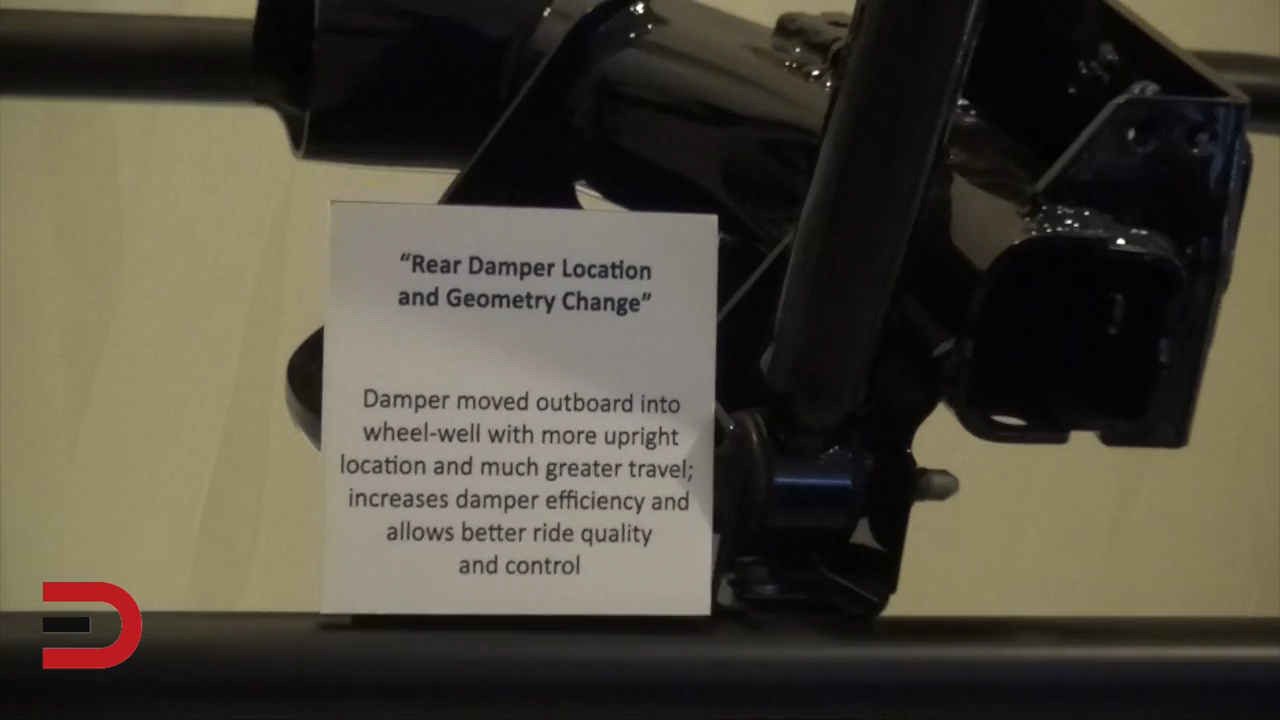 “Rear Damper Location
and Geometry Change”
Damper moved outboard into
wheel-well with more upright
location and much greater travel;
increases damper efficiency and
allows better ride quality
and control